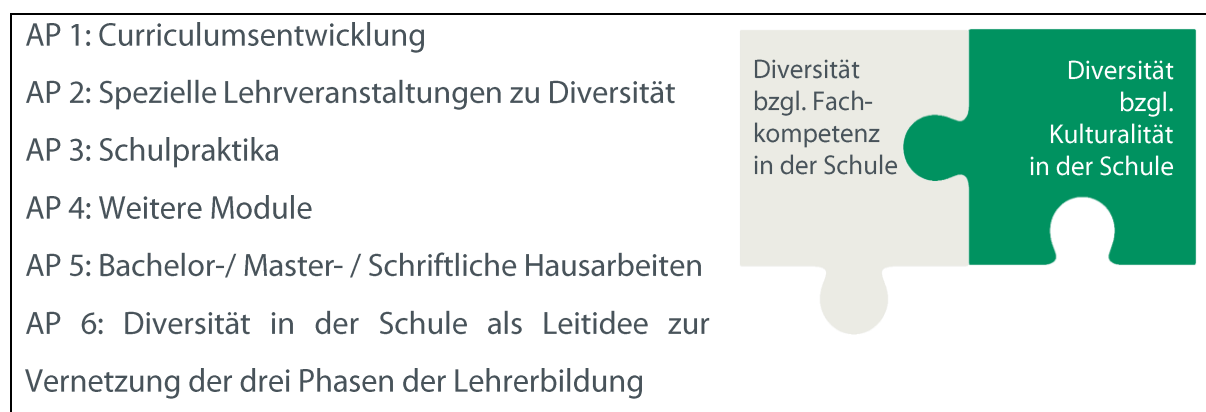 AP 1: Curriculumsentwicklung
AP 2: Spezielle Lehrveranstaltungen zu Diversität
AP 3: Schulpraktika
AP 4: Weitere Module
AP 5: Bachelor-/ Master- / Schriftliche Hausarbeiten
AP 6: Diversität in der Schule als Leitidee zur
Vernetzung der drei Phasen der Lehrerbildung
Diversität
bzgl. Fach-
kompetenz
in der Schule
Diversität
bzgl.
Kulturalität
in der Schule